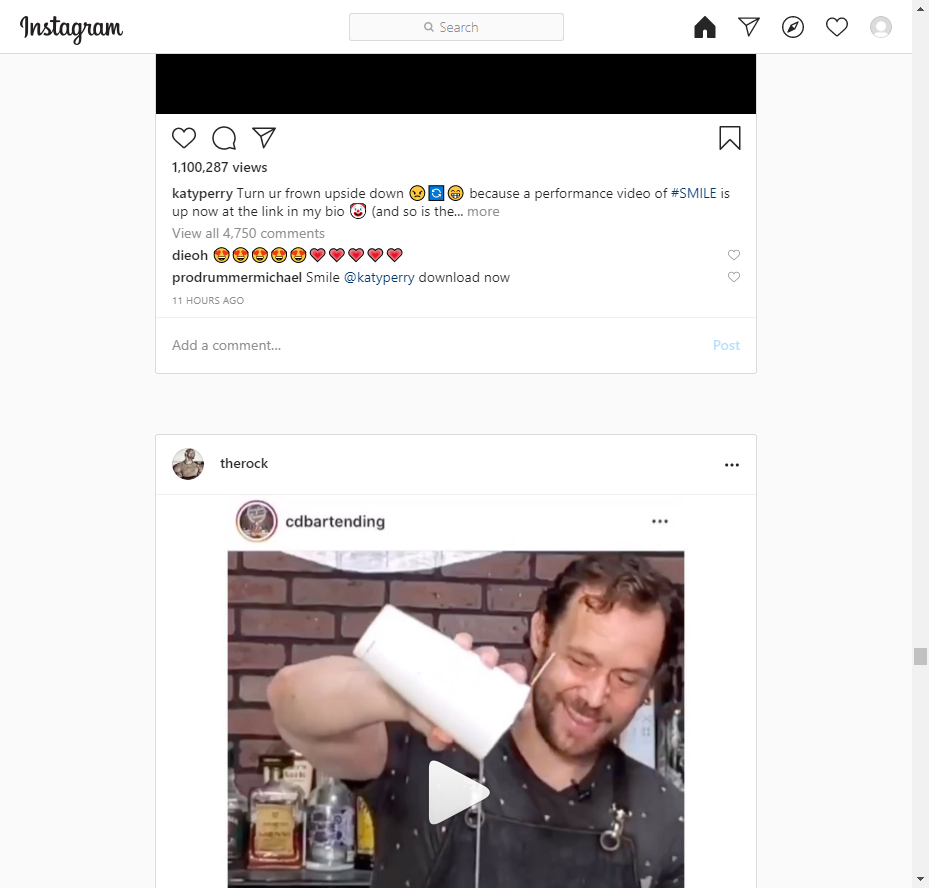 Instagram
Search
1,100,287 views
katyperry Turn ur frown upside down 😠🔄😁 because a performance video of #SMILE is
up now at the link in my bio 🤡 (and so is the... more
View all 4,750 comments
dieoh 😍😍😍😍😍💗💗💗💗💗
prodrummermichael Smile @katyperry download now
11 HOURS AGO
Add a comment... Post
therock
cdbartending